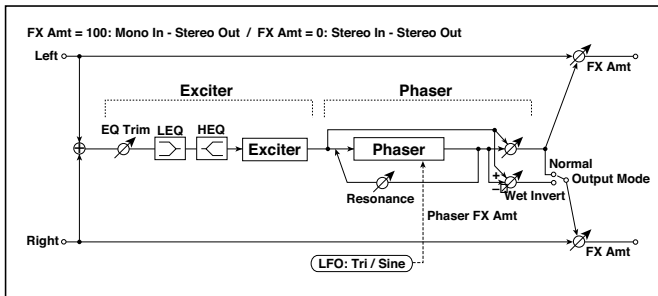 FX Amt = 100: Mono In - Stereo Out / FX Amt = 0: Stereo In - Stereo Out
Left
FX Amt
Exciter
Phaser
EQ Trim
LEQ
HEQ
Exciter
Phaser
Normal
Output Mode
+
−
Wet Invert
Resonance
Phaser FX Amt
Right
FX Amt
LFO: Tri / Sine